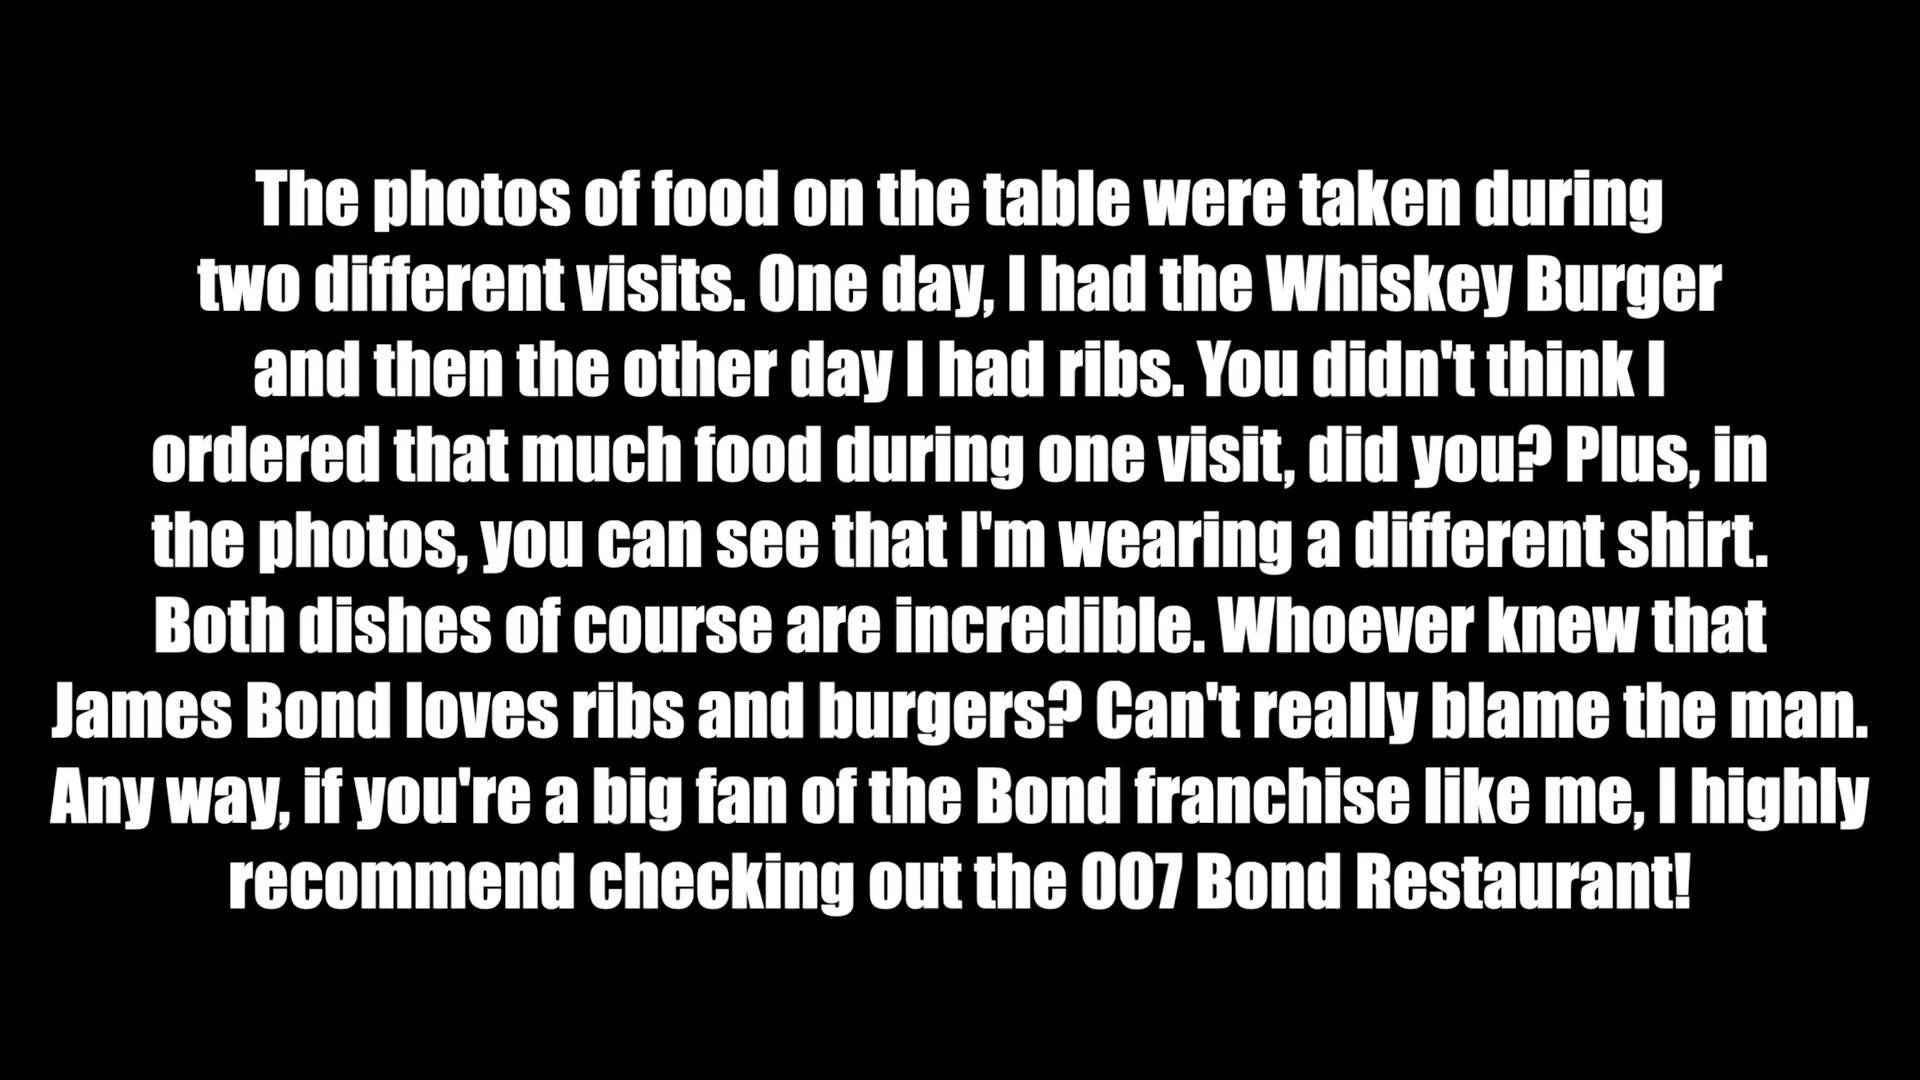 The photos of food on the table were taken during
two different visits. One day, I had the Whiskey Burger
and then the other day I had ribs. You didn't think I
ordered that much food during one visit, did you? Plus, in
the photos, you can see that I'm wearing a different shirt.
Both dishes of course are incredible. Whoever knew that
James Bond loves ribs and burgers? Can't really blame the man.
Any way, if you're a big fan of the Bond franchise like me, I highly
recommend checking out the 007 Bond Restaurant!